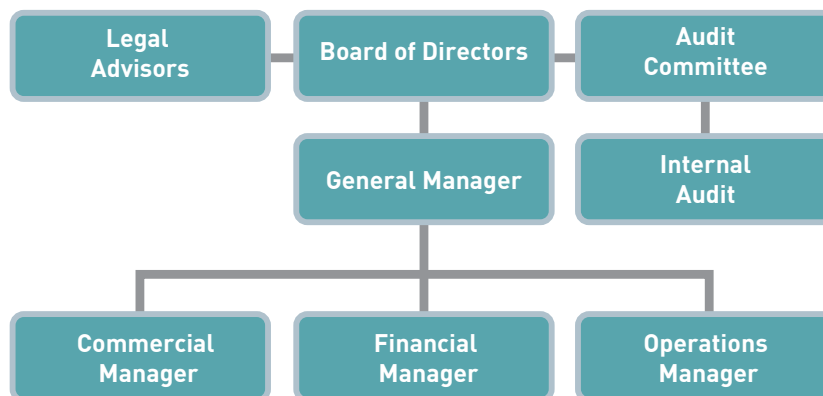 Legal
Advisors
Board of Directors
Audit
Committee
General Manager
Internal
Audit
Commercial
Manager
Financial
Manager
Operations
Manager